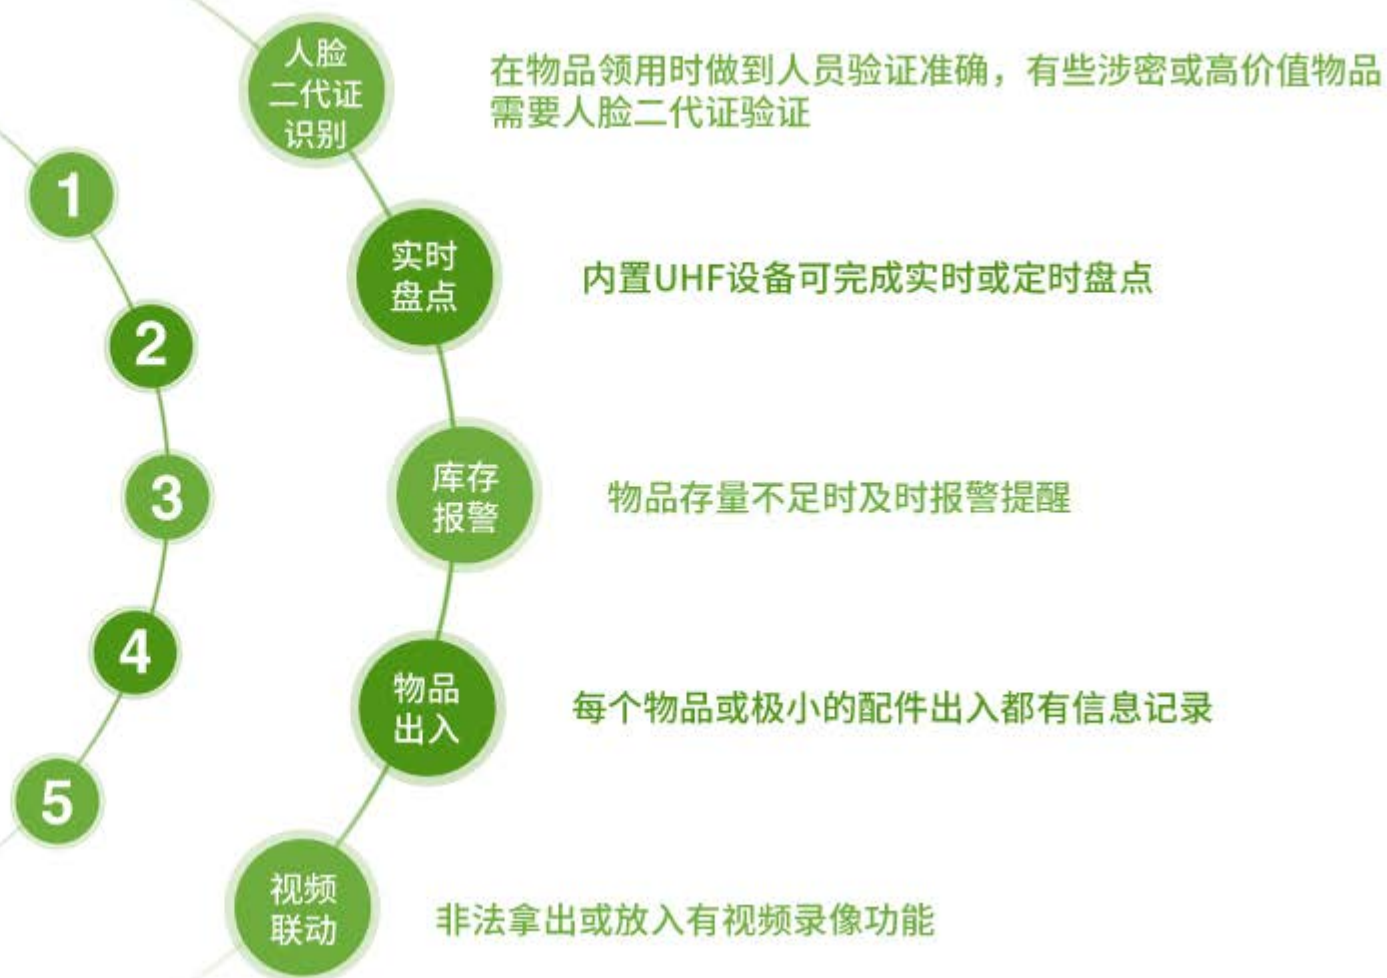 人脸
二代证
识别
在物品领用时做到人员验证准确，有些涉密或高价值物品
需要人脸二代证验证
1
实时
盘点
内置UHF设备可完成实时或定时盘点
2
库存
报警
物品存量不足时及时报警提醒
3
物品
出入
每个物品或极小的配件出入都有信息记录
4
视频
联动
非法拿出或放入有视频录像功能
5